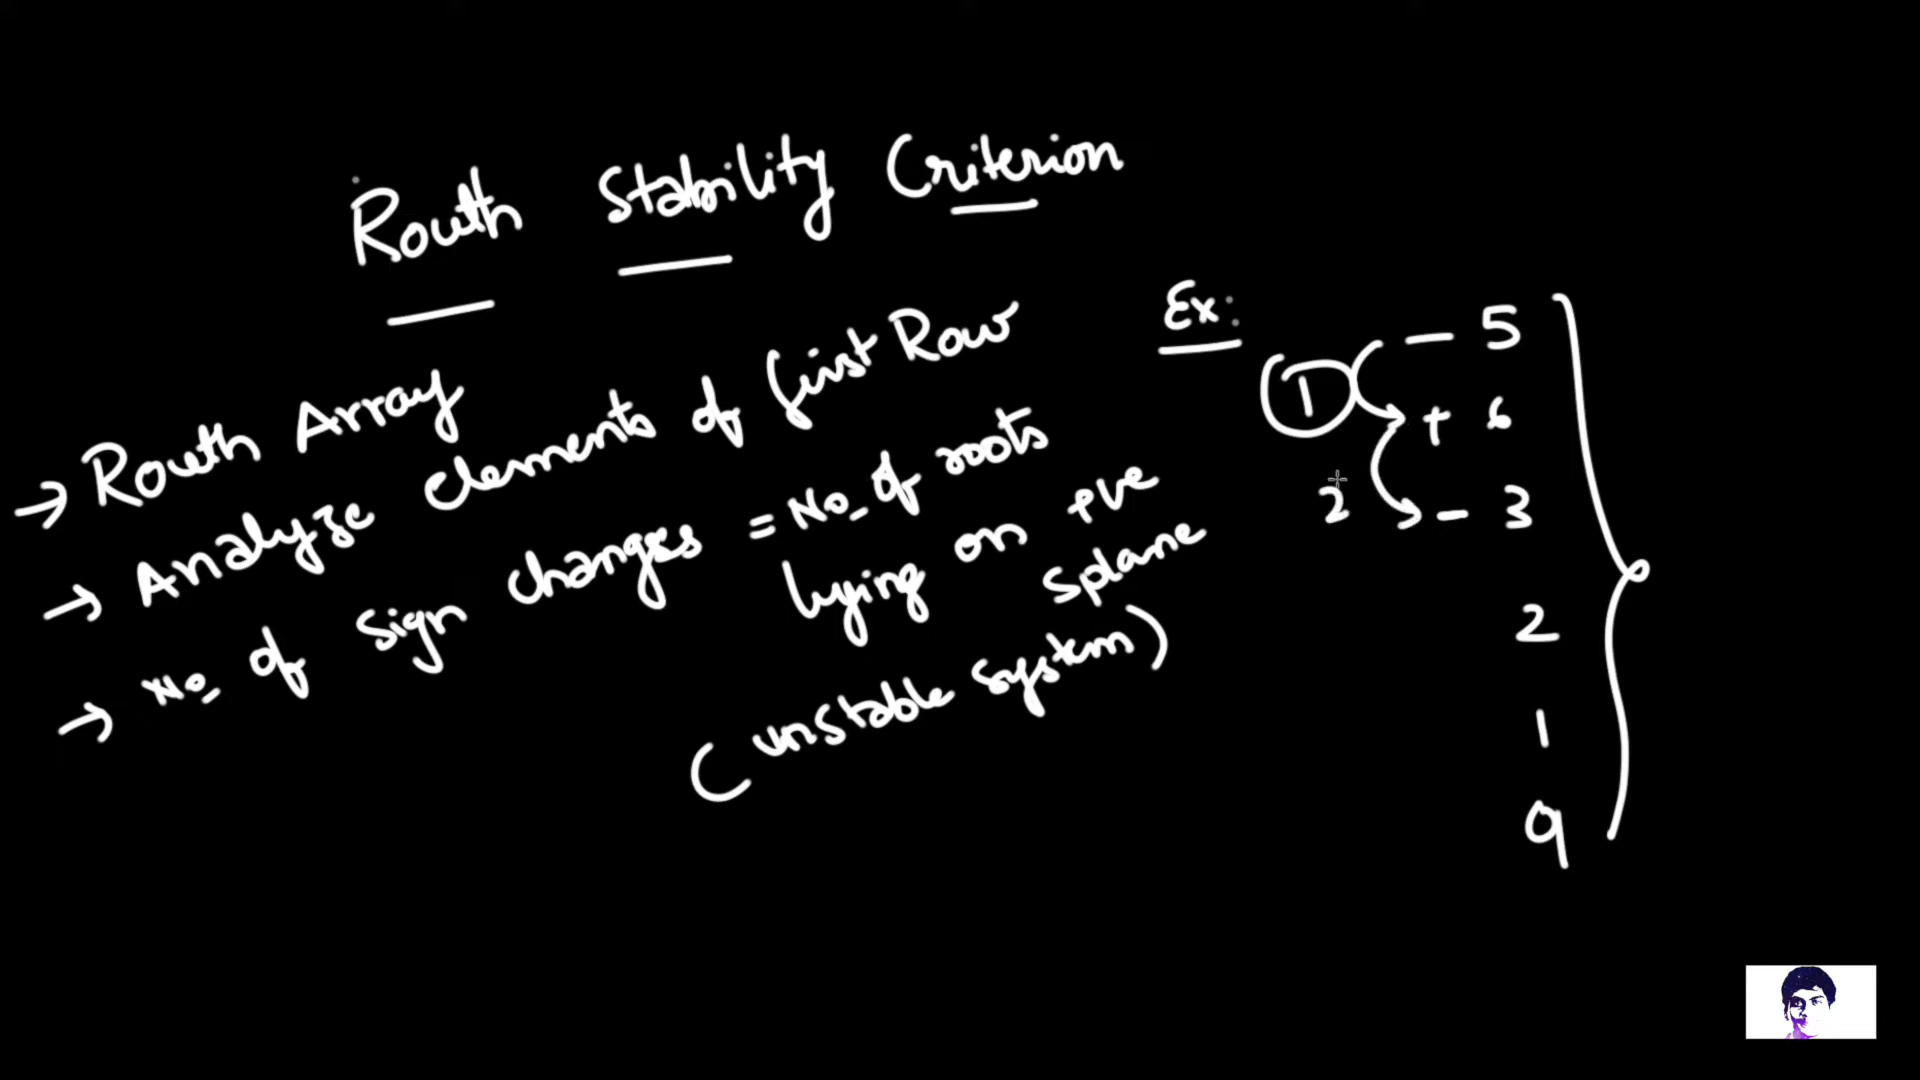 Routh Stability Criterion
→ Routh Array
→ Analyze elements of first Row
→ No. of sign changes = No. of roots
lying on +ve
splane
(unstable system)
Ex:
① - 5
+ 6
2 - 3
2
1
9